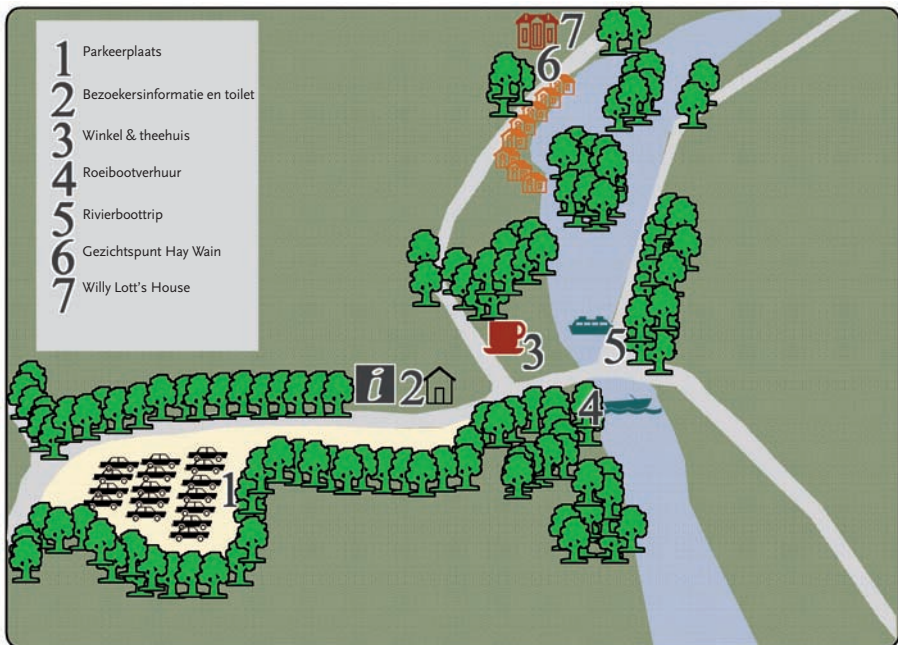 1 Parkeerplaats
2 Bezoekersinformatie en toilet
3 Winkel & theehuis
4 Roeibootverhuur
5 Rivierboottrip
6 Gezichtspunt Hay Wain
7 Willy Lott's House
7
6
3
5
i 2
4
1